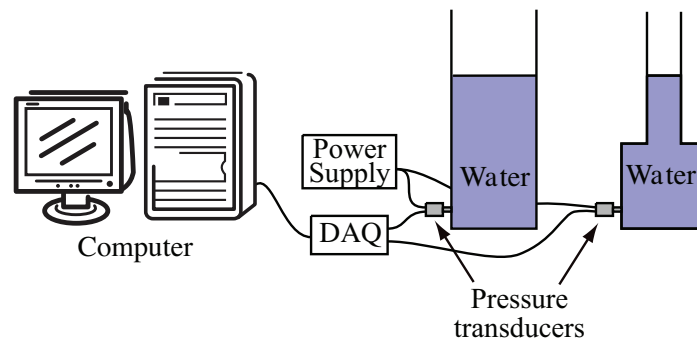 Power
Supply
Water
Water
DAQ
Computer
Pressure
transducers